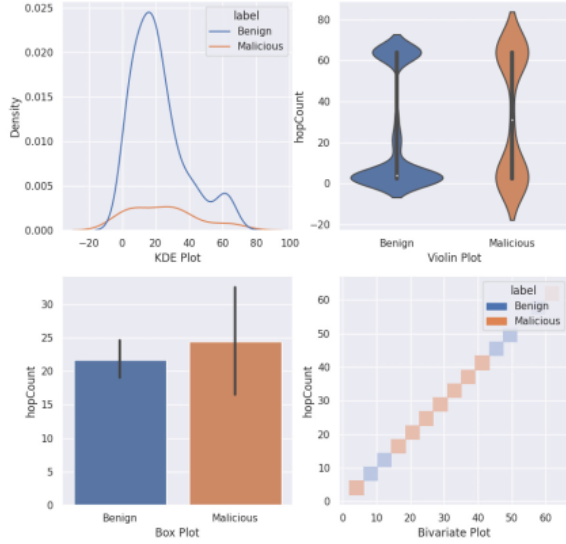 label
Benign
Malicious
0.025
0.020
0.015
0.010
0.005
0.000
Density
−20 0 20 40 60 80 100
KDE Plot
80
60
40
20
0
−20
hopCount
Benign Malicious
Violin Plot
30
25
20
15
10
5
0
hopCount
Benign Malicious
Box Plot
label
Benign
Malicious
60
50
40
30
20
10
0
hopCount
0 10 20 30 40 50 60
Bivariate Plot